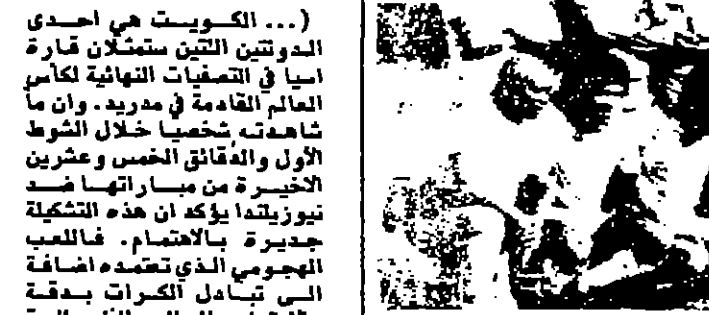 (... الكويت هي احدى
الدولتين اللتين ستمثلان قارة
اسيا في التصفيات النهائية لكأس
العالم القادمة في مدريد. وان ما
شاهدته شخصيا خلال الشوط
الأول والدقائق الخمس وعشرين
الاخيرة من مباراتها ضد
نيوزيلندا يؤكد ان هذه التشكيلة
جديرة بالاهتمام. فاللعب
الهجومي الذي تعتمده اضافة
الى تبادل الكرات بدقة